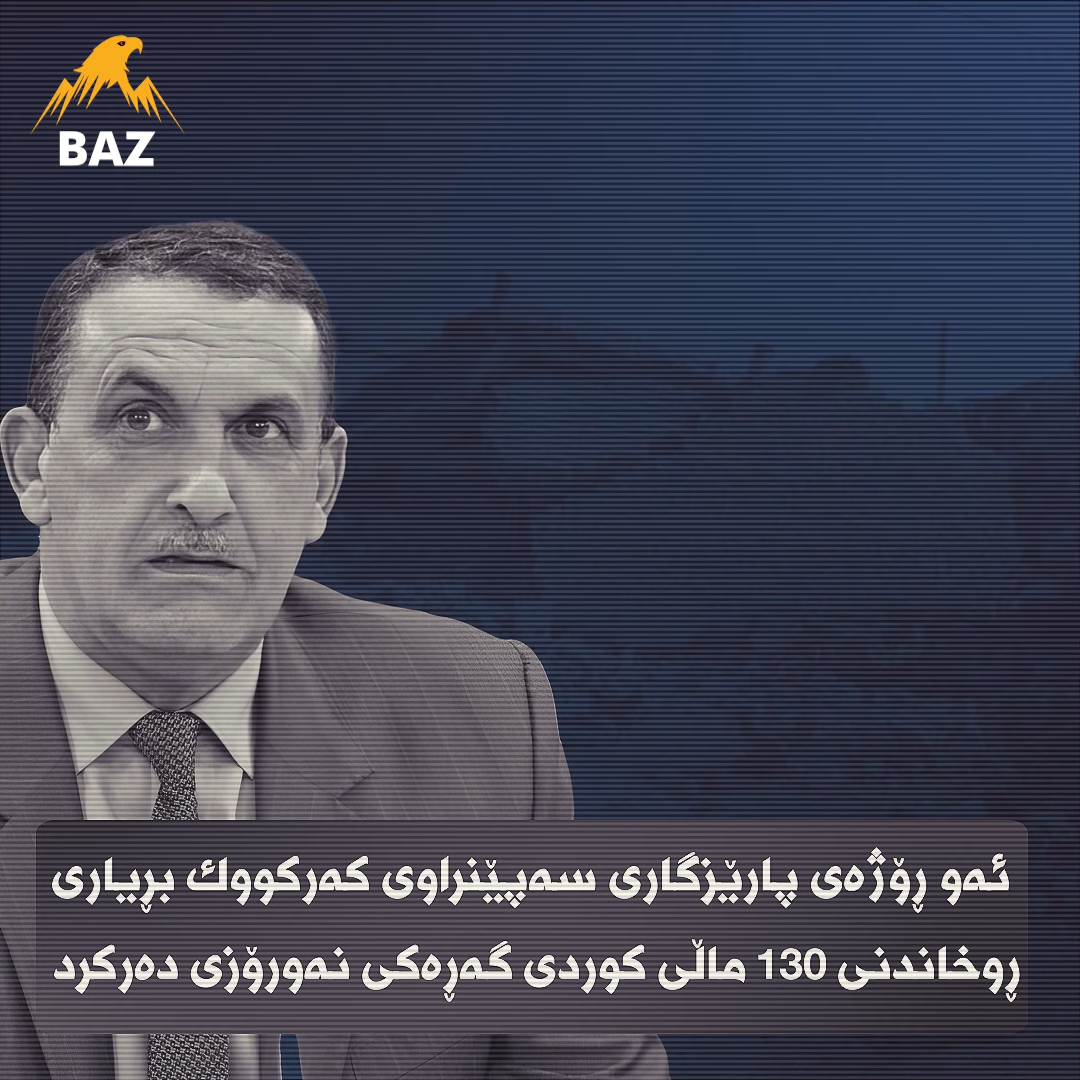 BAZ
ئەو ڕۆژەی پارێزگاری سەپێنراوی کەرکووك بڕیاری
ڕوخاندنی 130 ماڵی کوردی گەڕەکی نەورۆزی دەرکرد